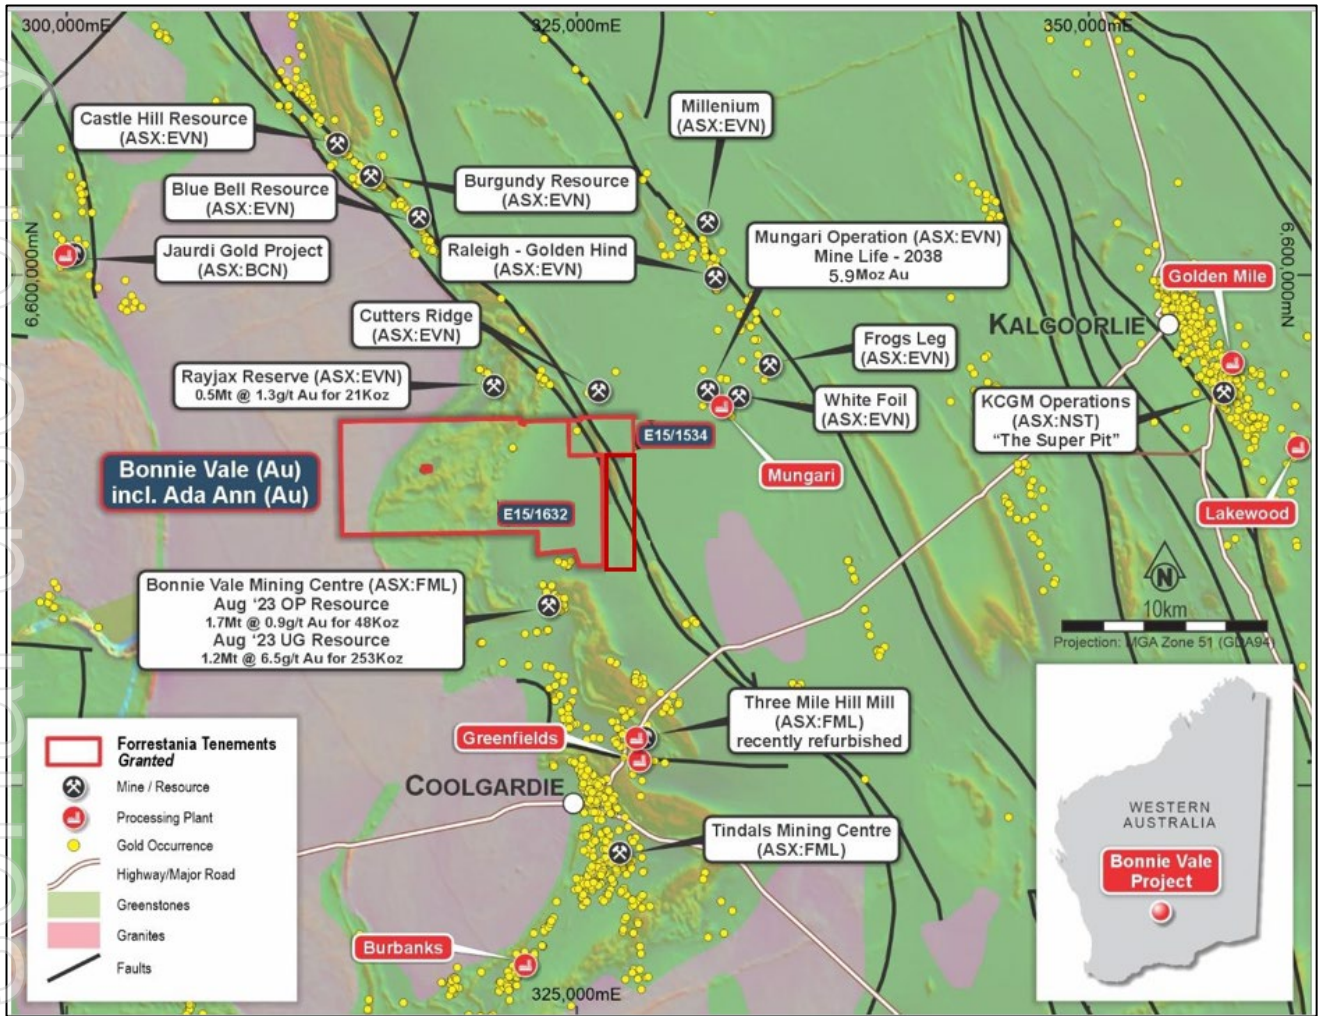 300,000mE
325,000mE
350,000mE
Castle Hill Resource
(ASX:EVN)
Millenium
(ASX:EVN)
Blue Bell Resource
(ASX:EVN)
Burgundy Resource
(ASX:EVN)
Jaurdi Gold Project
(ASX:BCN)
Raleigh - Golden Hind
(ASX:EVN)
Mungari Operation (ASX:EVN)
Mine Life - 2038
5.9Moz Au
6,600,000mN
6,600,000mN
Golden Mile
KALGOORLIE
Cutters Ridge
(ASX:EVN)
Frogs Leg
(ASX:EVN)
Rayjax Reserve (ASX:EVN)
0.5Mt @ 1.3g/t Au for 21Koz
White Foil
(ASX:EVN)
KCGM Operations
(ASX:NST)
“The Super Pit”
E15/1534
Bonnie Vale (Au)
incl. Ada Ann (Au)
Mungari
E15/1632
Lakewood
Bonnie Vale Mining Centre (ASX:FML)
Aug ‘23 OP Resource
1.7Mt @ 0.9g/t Au for 48Koz
Aug ‘23 UG Resource
1.2Mt @ 6.5g/t Au for 253Koz
N
10km
Projection: MGA Zone 51 (GDA94)
Three Mile Hill Mill
(ASX:FML)
recently refurbished
Greenfields
COOLGARDIE
Tindals Mining Centre
(ASX:FML)
Burbanks
325,000mE
Forrestania Tenements
Granted
Mine / Resource
Processing Plant
Gold Occurrence
Highway/Major Road
Greenstones
Granites
Faults
WESTERN
AUSTRALIA
Bonnie Vale
Project